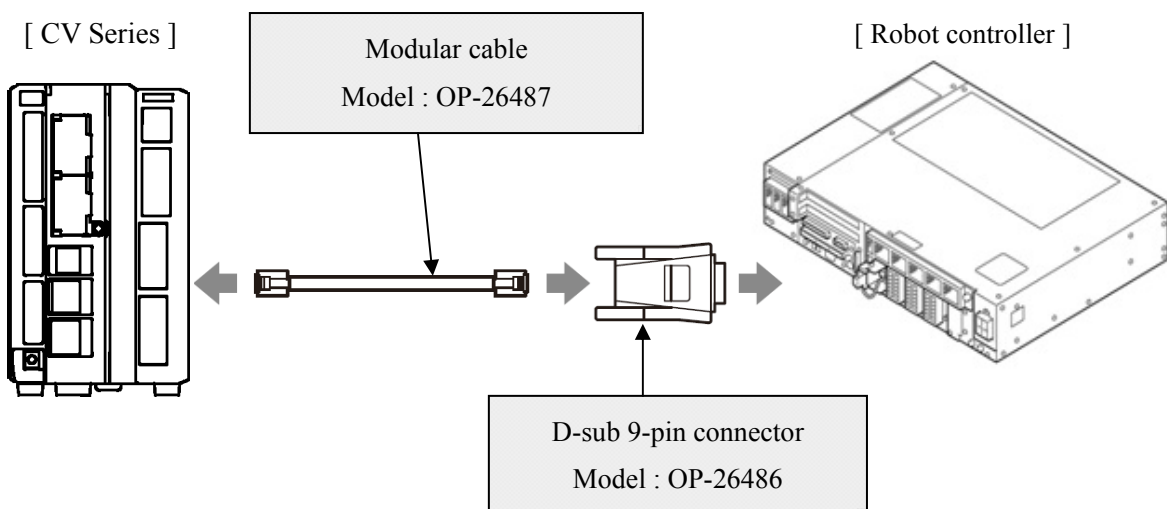 [ CV Series ]
Modular cable
Model : OP-26487
[ Robot controller ]
D-sub 9-pin connector
Model : OP-26486